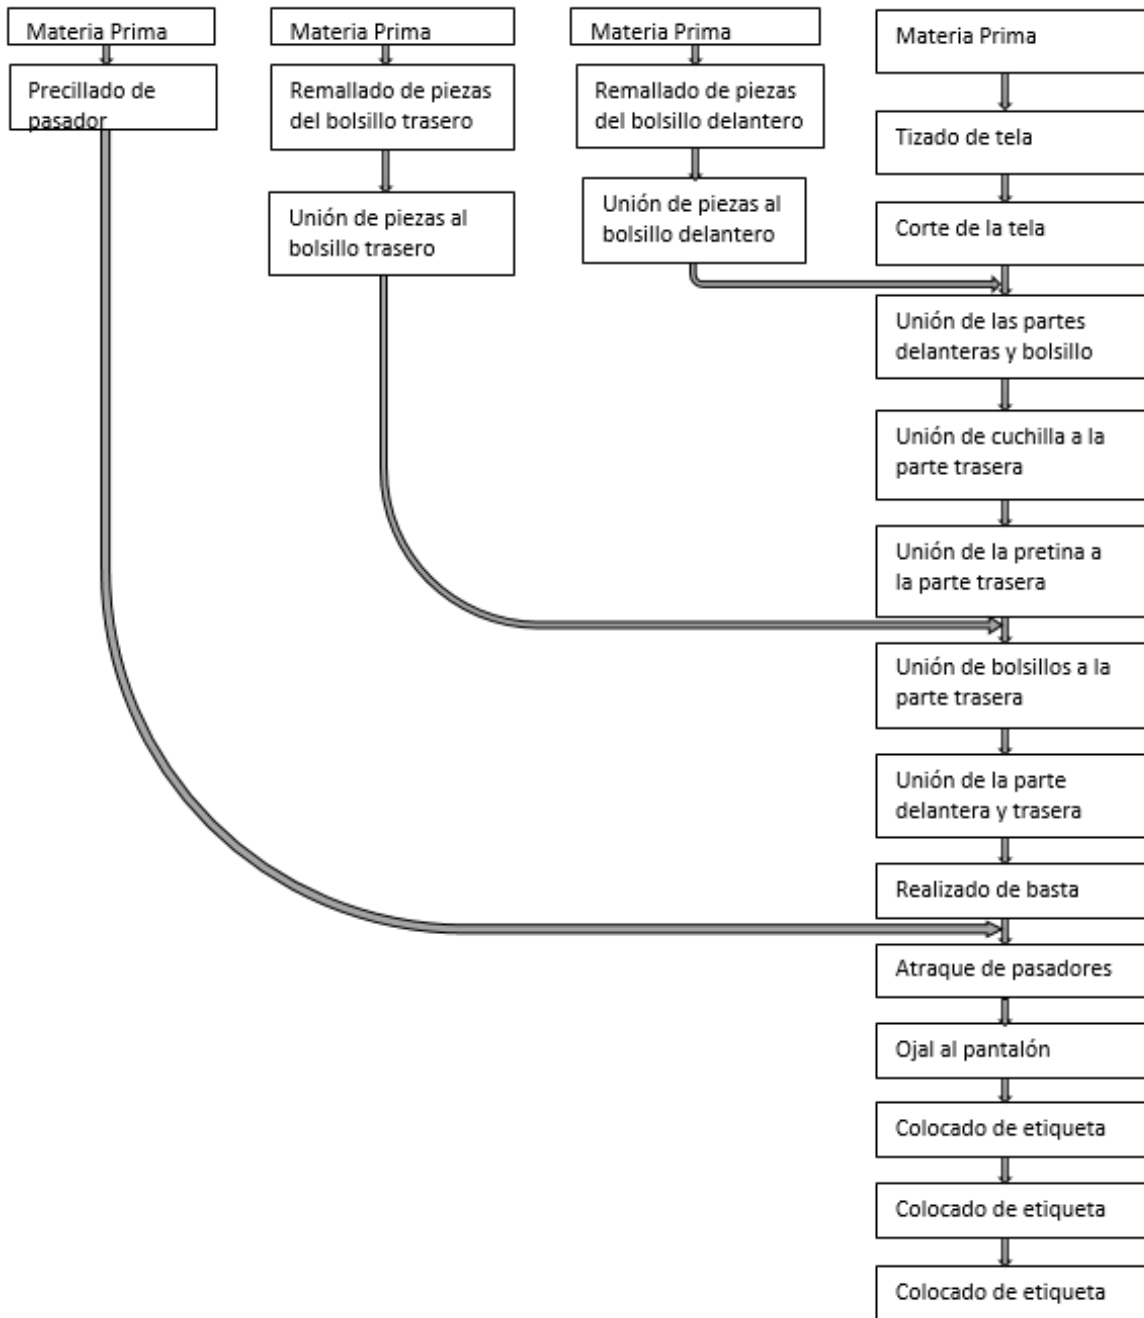 Materia Prima
Precillado de
pasador
Materia Prima
Remallado de piezas
del bolsillo trasero
Unión de piezas al
bolsillo trasero
Materia Prima
Remallado de piezas
del bolsillo delantero
Unión de piezas al
bolsillo delantero
Materia Prima
Tizado de tela
Corte de la tela
Unión de las partes
delanteras y bolsillo
Unión de cuchilla a la
parte trasera
Unión de la pretina a
la parte trasera
Unión de bolsillos a la
parte trasera
Unión de la parte
delantera y trasera
Realizado de basta
Atraque de pasadores
Ojal al pantalón
Colocado de etiqueta
Colocado de etiqueta
Colocado de etiqueta